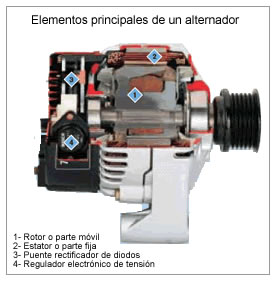 Elementos principales de un alternador
2
3
1
4
1- Rotor o parte móvil
2- Estator o parte fija
3- Puente rectificador de diodos
4- Regulador electrónico de tensión